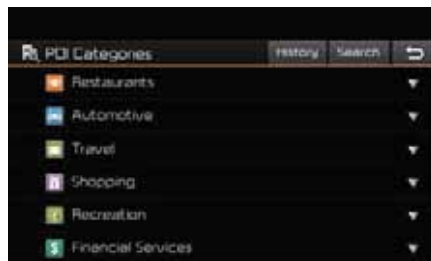 POI Categories History Search
Restaurants
Automotive
Travel
Shopping
Recreation
Financial Services